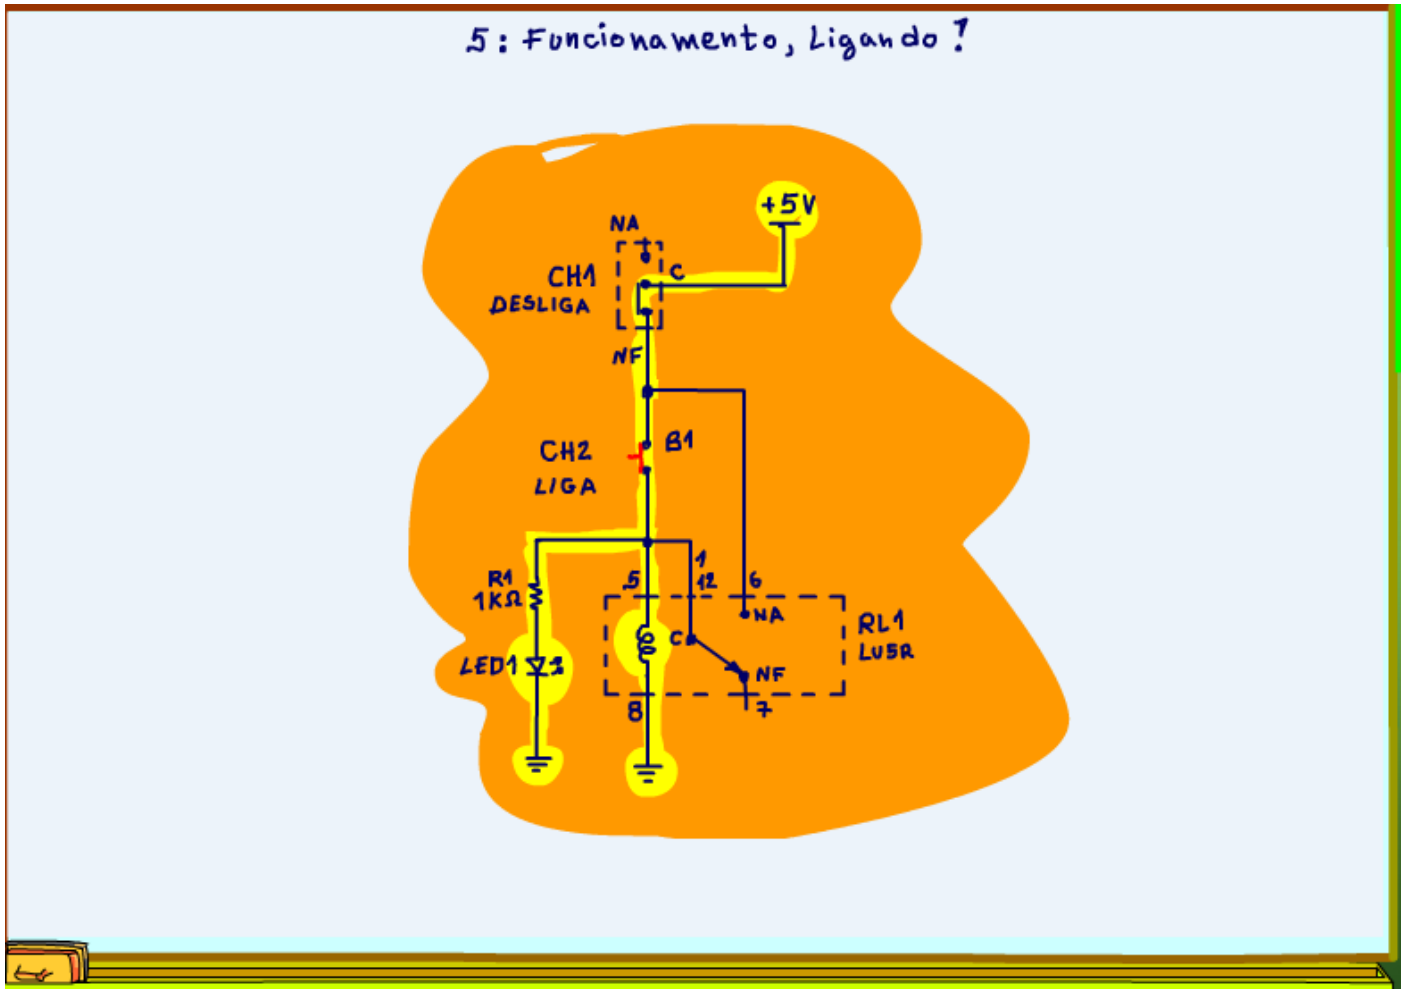 5: Funcionamento, Ligando!
+5V
NA
C
CH1
DESLIGA
NF
CH2
LIGA
B1
R1
1KΩ
5
1
12
6
NA
C
RL1
LU5R
LED1
NF
8
7